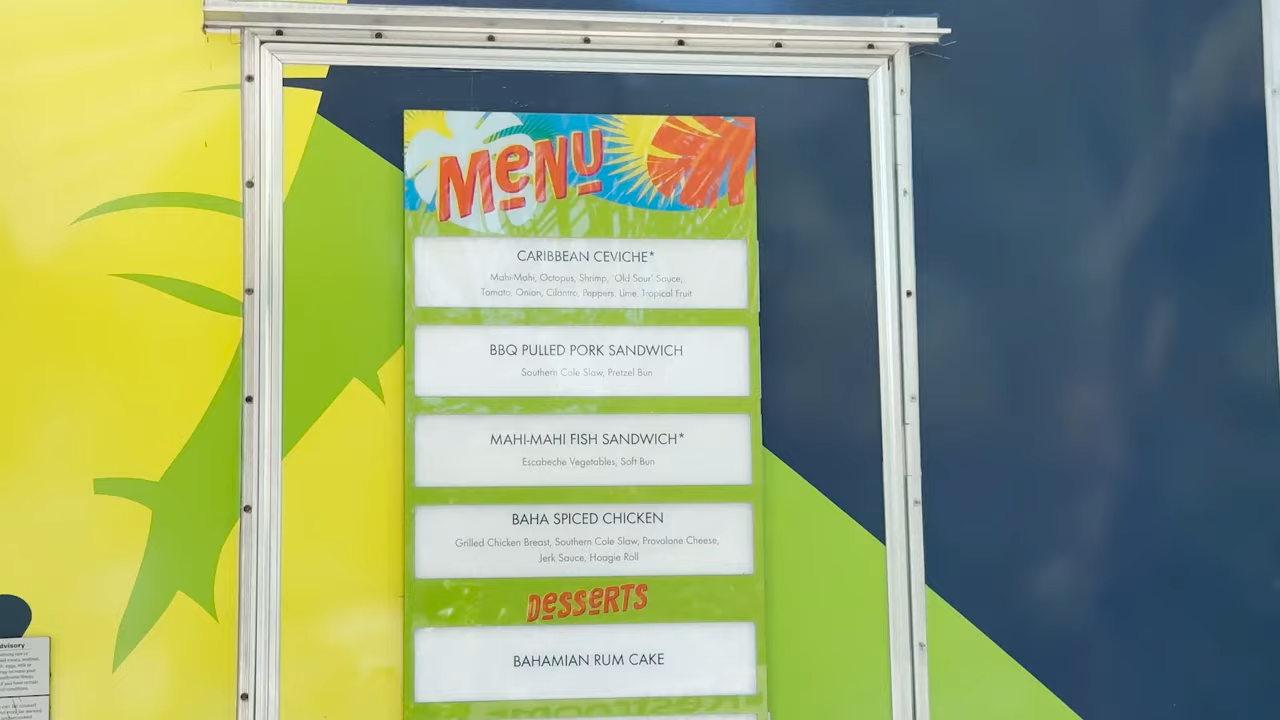 MENU
CARIBBEAN CEVICHE*
Mahi-Mahi, Octopus, Shrimp, 'Old Sour' Sauce,
Tomato, Onion, Cilantro, Peppers, Lime, Tropical Fruit
BBQ PULLED PORK SANDWICH
Southern Cole Slaw, Pretzel Bun
MAHI-MAHI FISH SANDWICH*
Escabeche Vegetables, Soft Bun
BAHA SPICED CHICKEN
Grilled Chicken Breast, Southern Cole Slaw, Provolone Cheese,
Jerk Sauce, Hoagie Roll
DESSERTS
BAHAMIAN RUM CAKE